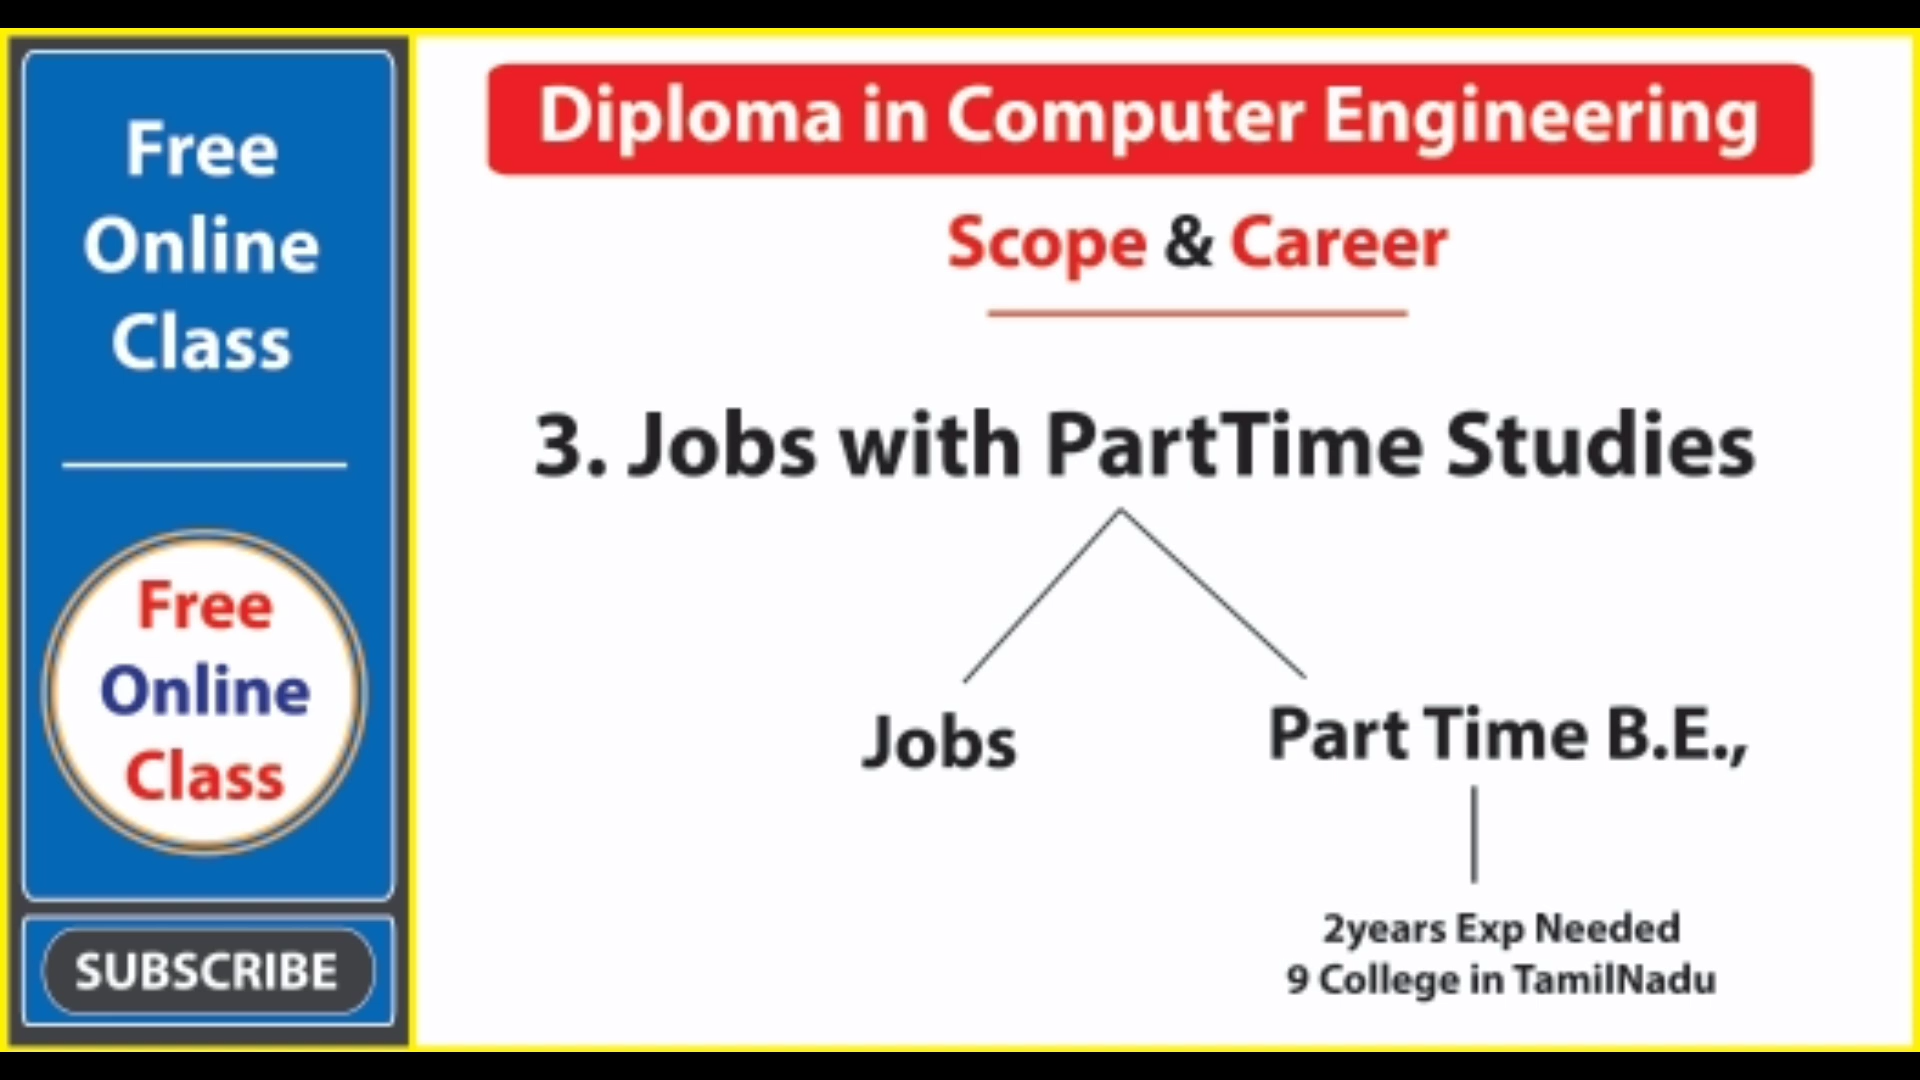 Free
Online
Class
Free
Online
Class
SUBSCRIBE
Diploma in Computer Engineering
Scope & Career
3. Jobs with PartTime Studies
Jobs
Part Time B.E.,
2years Exp Needed
9 College in TamilNadu